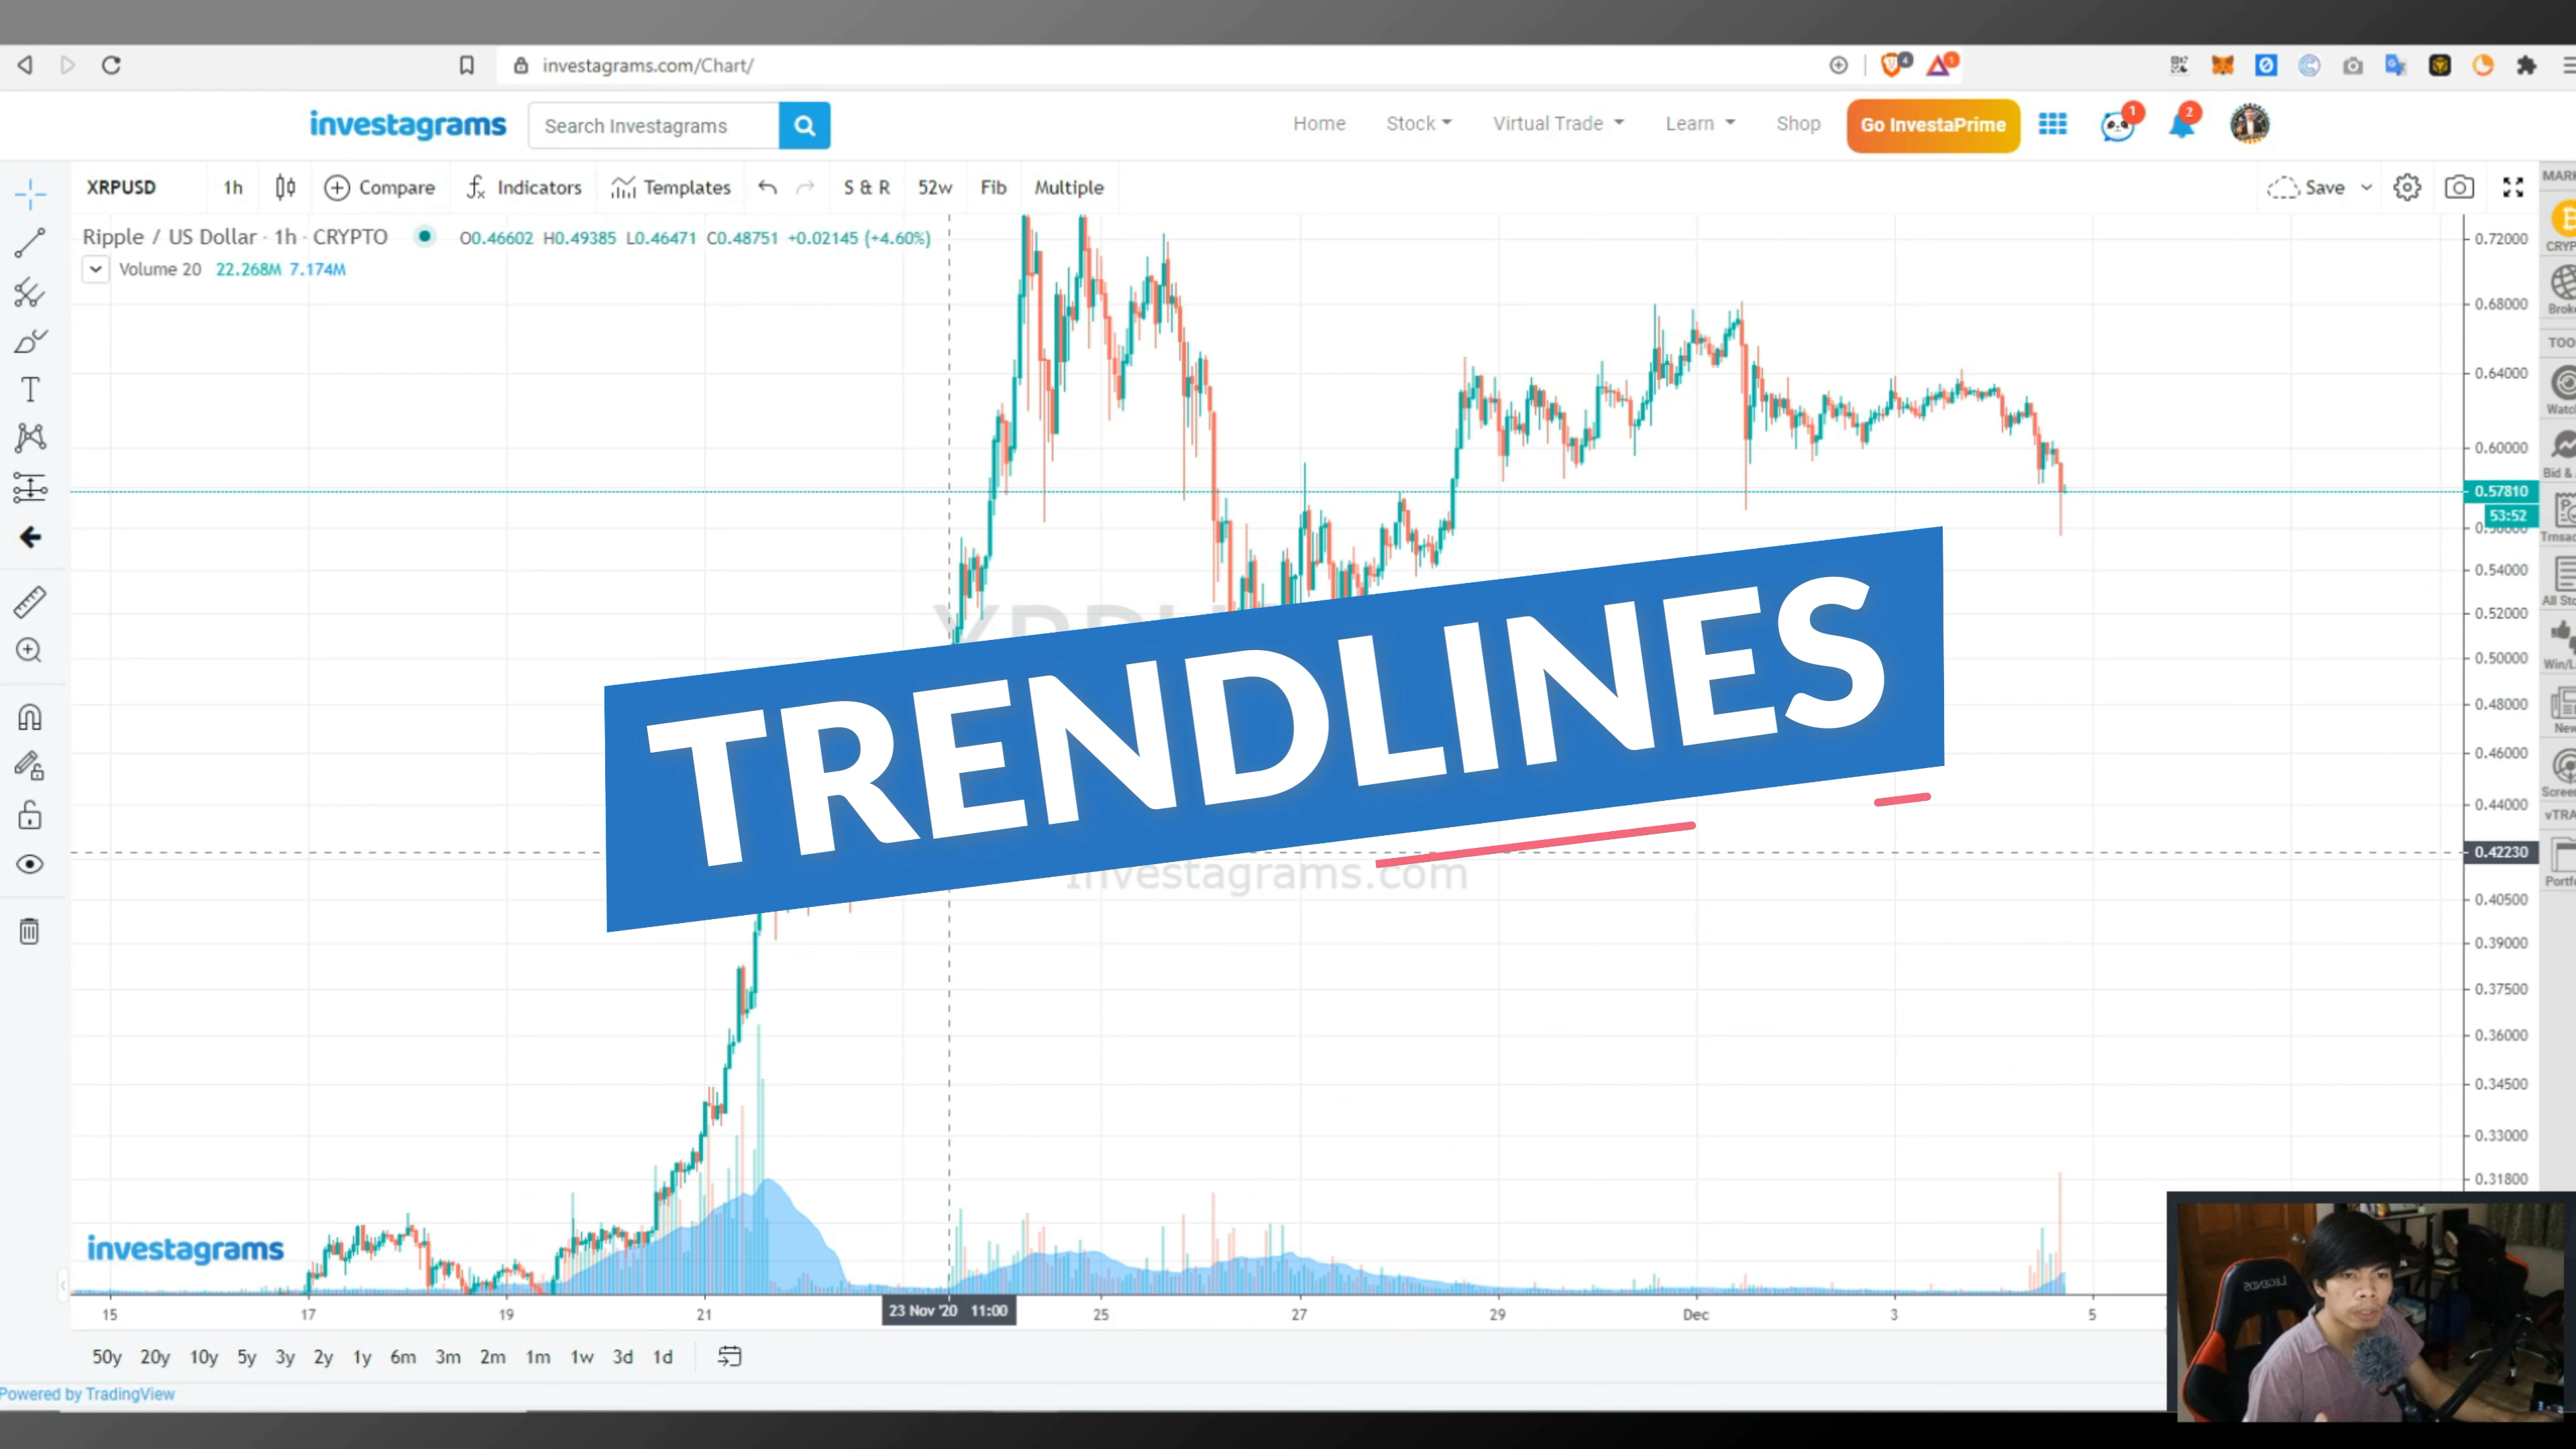 investagrams.com/Chart/
4
1
investagrams
Search Investagrams
Home
Stock
Virtual Trade
Learn
Shop
Go InvestaPrime
1
2
XRPUSD
1h
Compare
Indicators
Templates
S & R
52w
Fib
Multiple
Save
Ripple / US Dollar · 1h · CRYPTO
O0.46602 H0.49385 L0.46471 C0.48751 +0.02145 (+4.60%)
Volume 20 22.268M 7.174M
0.72000
0.68000
0.64000
0.60000
0.57810
53:52
0.54000
0.52000
0.50000
0.48000
0.46000
0.44000
0.42230
0.40500
0.39000
0.37500
0.36000
0.34500
0.33000
0.31800
TRENDLINES
Investagrams.com
investagrams
15
17
19
21
23 Nov '20 11:00
25
27
29
Dec
3
5
50y
20y
10y
5y
3y
2y
1y
6m
3m
2m
1m
1w
3d
1d
Powered by TradingView
LEGENDS